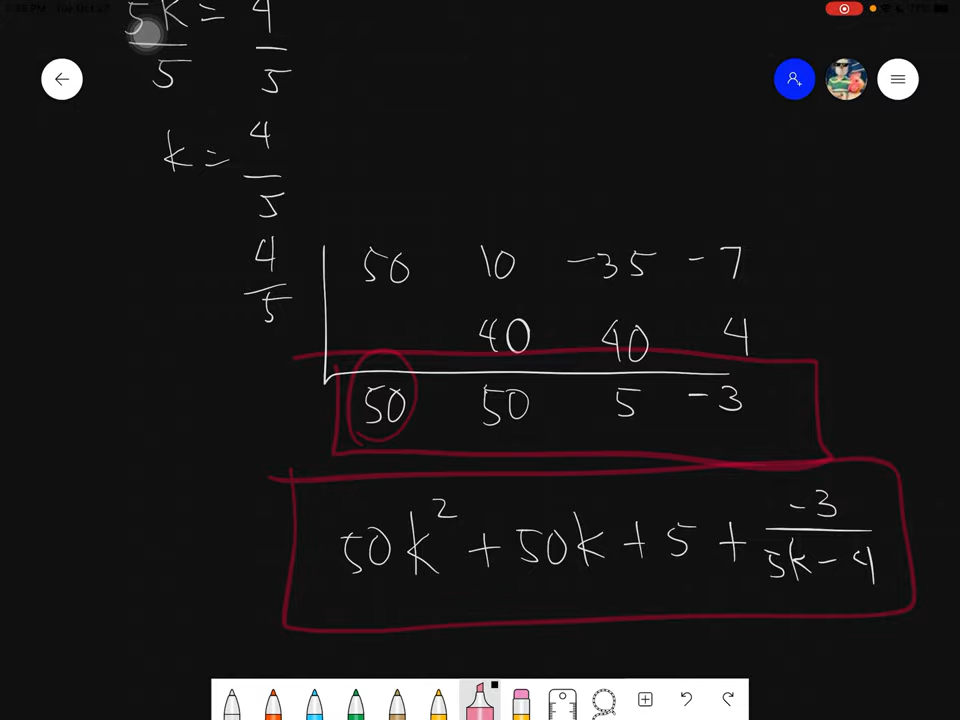 5k = 4
5 5
k = 4
5
4
5
50 10 -35 -7
40 40 4
50 50 5 -3
50k² + 50k + 5 + -3
5k - 4